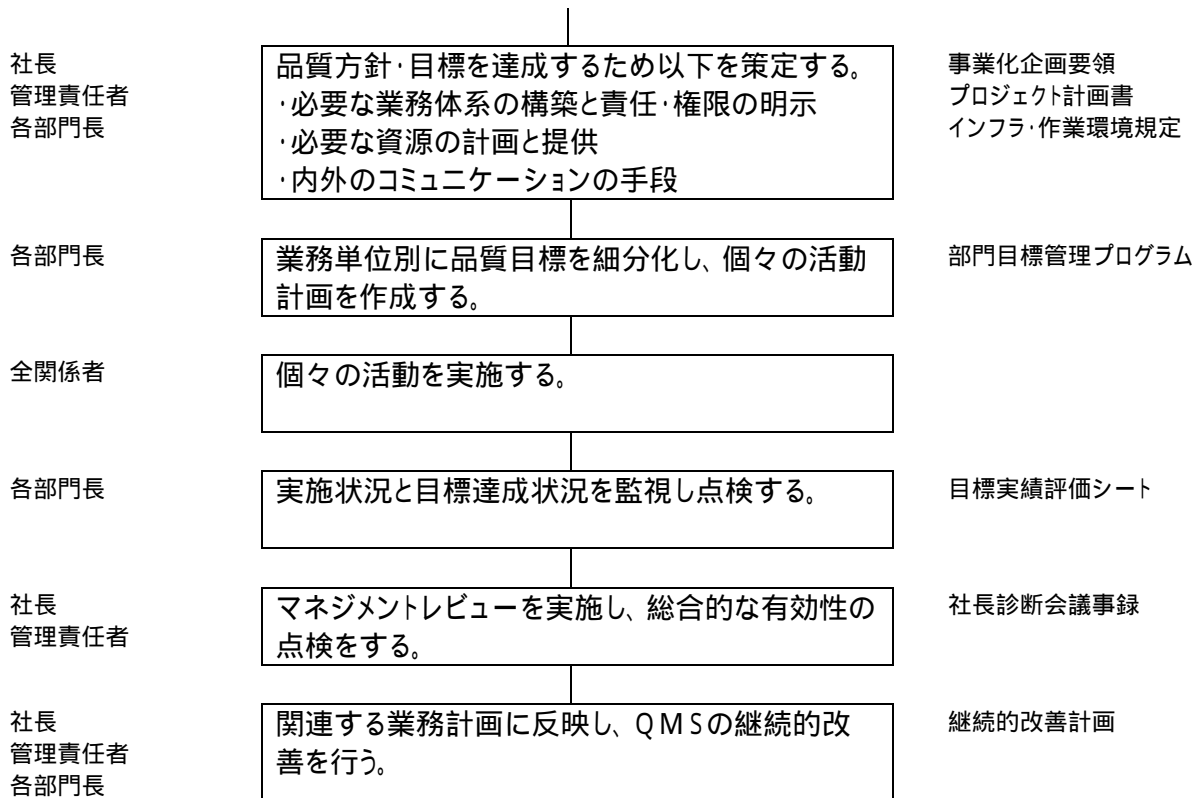 社長
管理責任者
各部門長
品質方針・目標を達成するため以下を策定する。
・必要な業務体系の構築と責任・権限の明示
・必要な資源の計画と提供
・内外のコミュニケーションの手段
事業化企画要領
プロジェクト計画書
インフラ・作業環境規定
各部門長
業務単位別に品質目標を細分化し、個々の活動
計画を作成する。
部門目標管理プログラム
全関係者
個々の活動を実施する。
各部門長
実施状況と目標達成状況を監視し点検する。
目標実績評価シート
社長
管理責任者
マネジメントレビューを実施し、総合的な有効性の
点検をする。
社長診断会議事録
社長
管理責任者
各部門長
関連する業務計画に反映し、QMSの継続的改
善を行う。
継続的改善計画